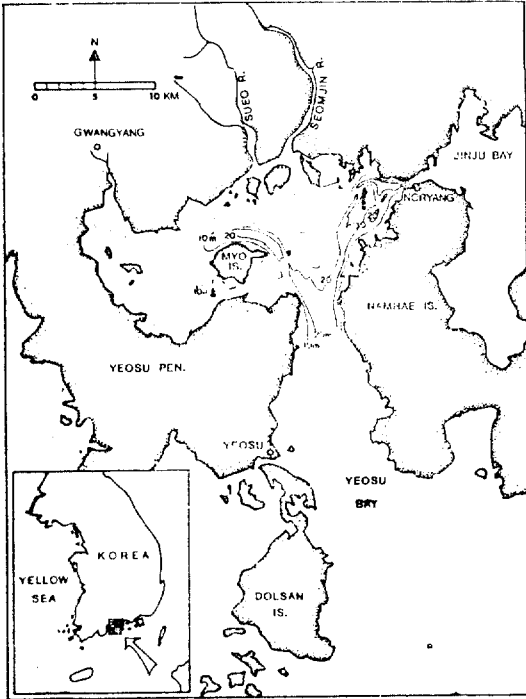 N
0 5 10 KM
GWANGYANG
SUEO R.
SEOMJIN R.
JINJU BAY
NORYANG
10m 20
MYO
IS.
20
NAMHAE IS.
YEOSU PEN.
YEOSU
YEOSU
BAY
KOREA
YELLOW
SEA
DOLSAN
IS.